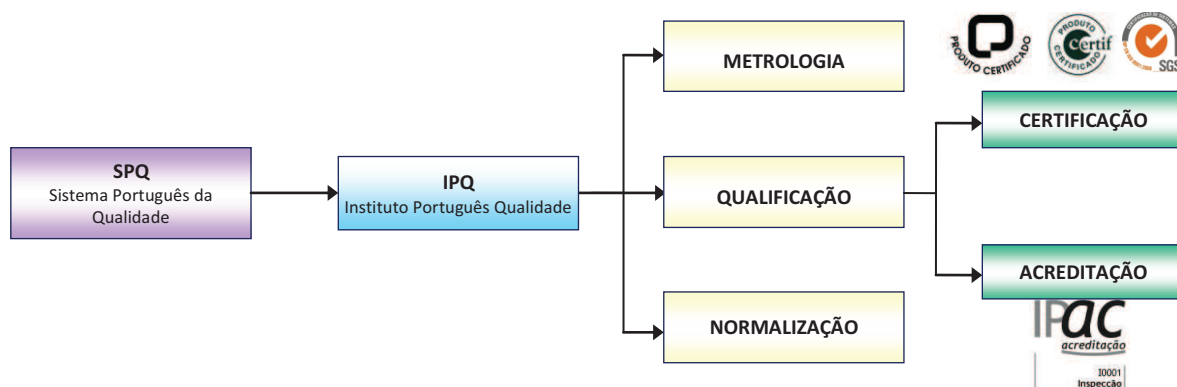 SPQ
Sistema Português da
Qualidade
IPQ
Instituto Português Qualidade
METROLOGIA
QUALIFICAÇÃO
NORMALIZAÇÃO
PRODUTO CERTIFICADO
PRODUTO
certif
CERTIFICADO
SGS
CERTIFICAÇÃO
ACREDITAÇÃO
IPac
acreditação
I0001
Inspecção